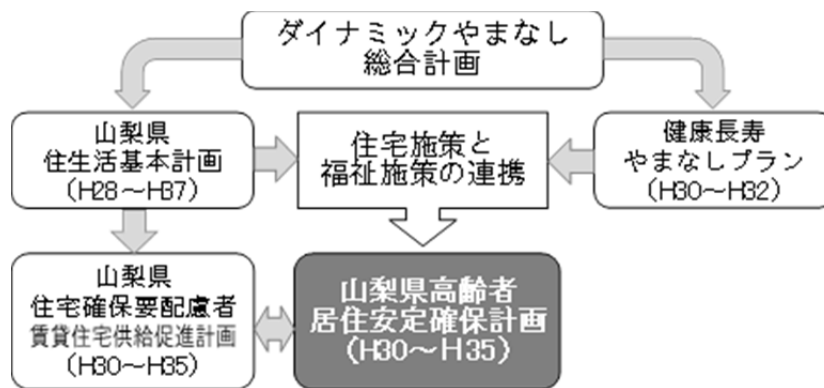 ダイナミックやまなし
総合計画
山梨県
住生活基本計画
(H28～H37)
住宅施策と
福祉施策の連携
健康長寿
やまなしプラン
(H30～H32)
山梨県
住宅確保要配慮者
賃貸住宅供給促進計画
(H30～H35)
山梨県高齢者
居住安定確保計画
(H30～H35)